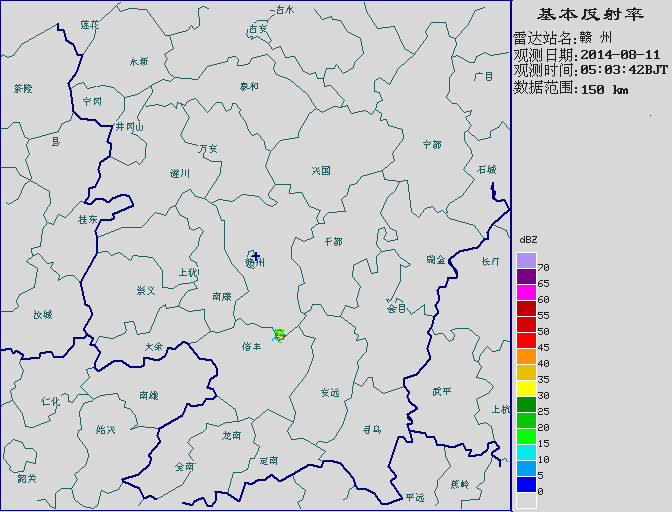 基本反射率
雷达站名:赣 州
观测日期:2014-08-11
观测时间:05:03:42BJT
数据范围:150 km
吉水
莲花
吉安
永新
广昌
茶陵
泰和
宁冈
井冈山
宁都
万安
兴国
石城
遂川
桂东
于都
赣州
瑞金
长汀
上犹
崇义
南康
会昌
汝城
大余
信丰
安远
武平
仁化
南雄
上杭
始兴
寻乌
龙南
定南
全南
韶关
蕉岭
平远
dBZ
70
65
60
55
50
45
40
35
30
25
20
15
10
5
0